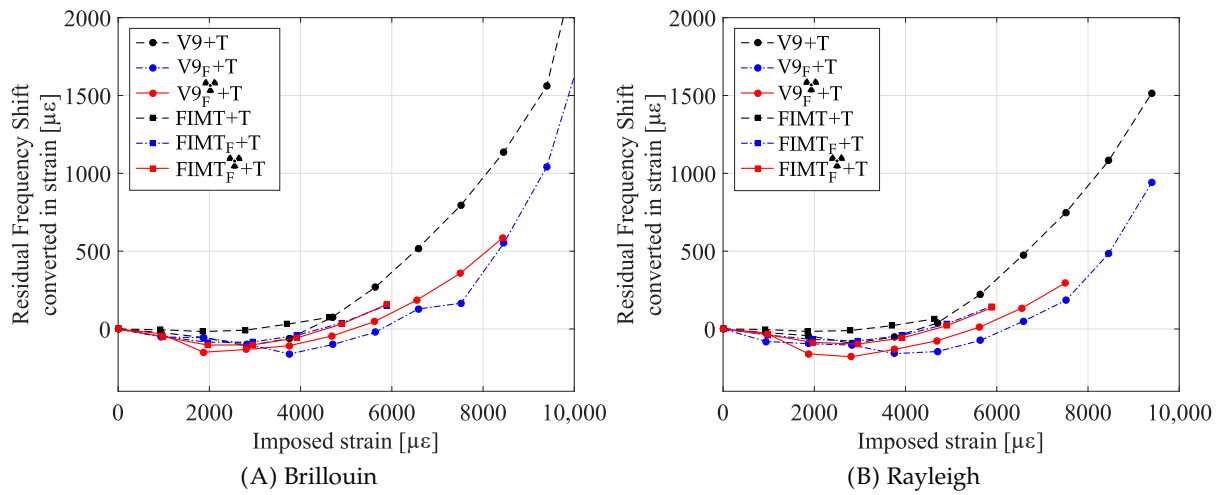 2000
1500
1000
500
0
Residual Frequency Shift
converted in strain [με]
V9+T
V9F+T
V9F+T
FIMT+T
FIMTF+T
FIMTF+T
0
2000
4000
6000
8000
10,000
Imposed strain [με]
(A) Brillouin
2000
1500
1000
500
0
Residual Frequency Shift
converted in strain [με]
V9+T
V9F+T
V9F+T
FIMT+T
FIMTF+T
FIMTF+T
0
2000
4000
6000
8000
10,000
Imposed strain [με]
(B) Rayleigh